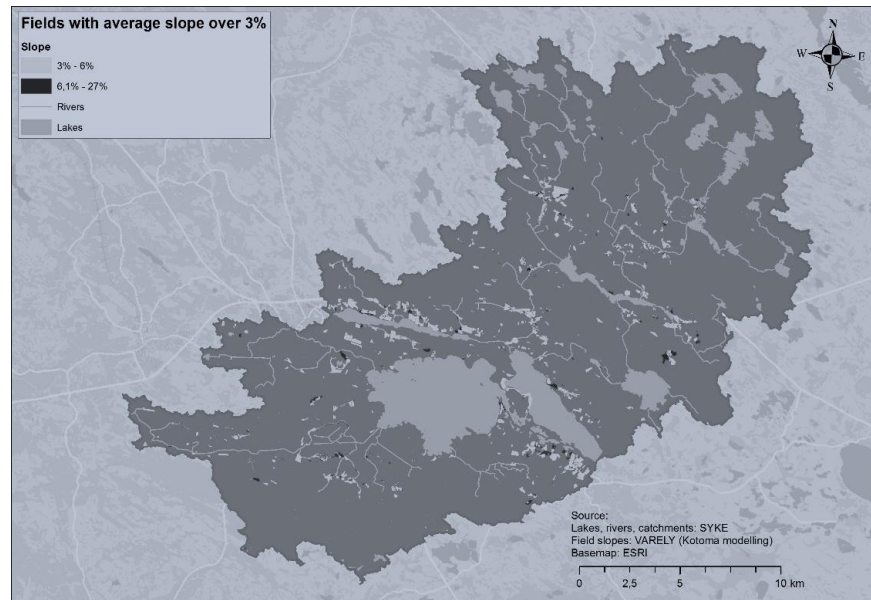 Fields with average slope over 3%
Slope
3% - 6%
6,1% - 27%
Rivers
Lakes
N
W E
S
Source:
Lakes, rivers, catchments: SYKE
Field slopes: VARELY (Kotoma modelling)
Basemap: ESRI
0 2,5 5 10 km